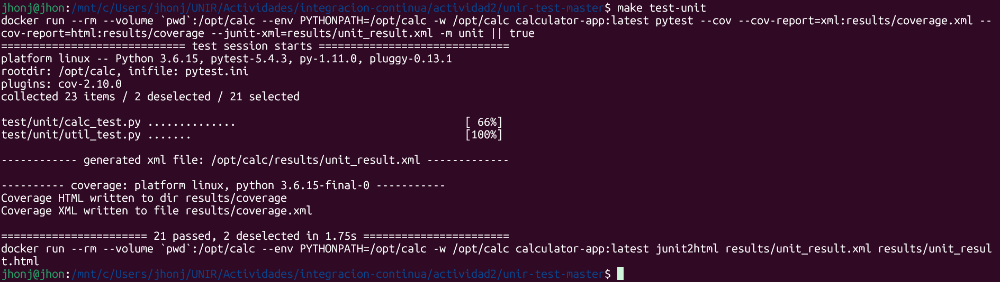 jhonj@jhon:/mnt/c/Users/jhonj/UNIR/Actividades/integracion-continua/actividad2/unir-test-master$ make test-unit
docker run --rm --volume `pwd`:/opt/calc --env PYTHONPATH=/opt/calc -w /opt/calc calculator-app:latest pytest --cov --cov-report=xml:results/coverage.xml --
cov-report=html:results/coverage --junit-xml=results/unit_result.xml -m unit || true
============================= test session starts ==============================
platform linux -- Python 3.6.15, pytest-5.4.3, py-1.11.0, pluggy-0.13.1
rootdir: /opt/calc, inifile: pytest.ini
plugins: cov-2.10.0
collected 23 items / 2 deselected / 21 selected
test/unit/calc_test.py ..............                                    [ 66%]
test/unit/util_test.py .......                                           [100%]
------------ generated xml file: /opt/calc/results/unit_result.xml -------------
---------- coverage: platform linux, python 3.6.15-final-0 -----------
Coverage HTML written to dir results/coverage
Coverage XML written to file results/coverage.xml
======================= 21 passed, 2 deselected in 1.75s =======================
docker run --rm --volume `pwd`:/opt/calc --env PYTHONPATH=/opt/calc -w /opt/calc calculator-app:latest junit2html results/unit_result.xml results/unit_resul
t.html
jhonj@jhon:/mnt/c/Users/jhonj/UNIR/Actividades/integracion-continua/actividad2/unir-test-master$